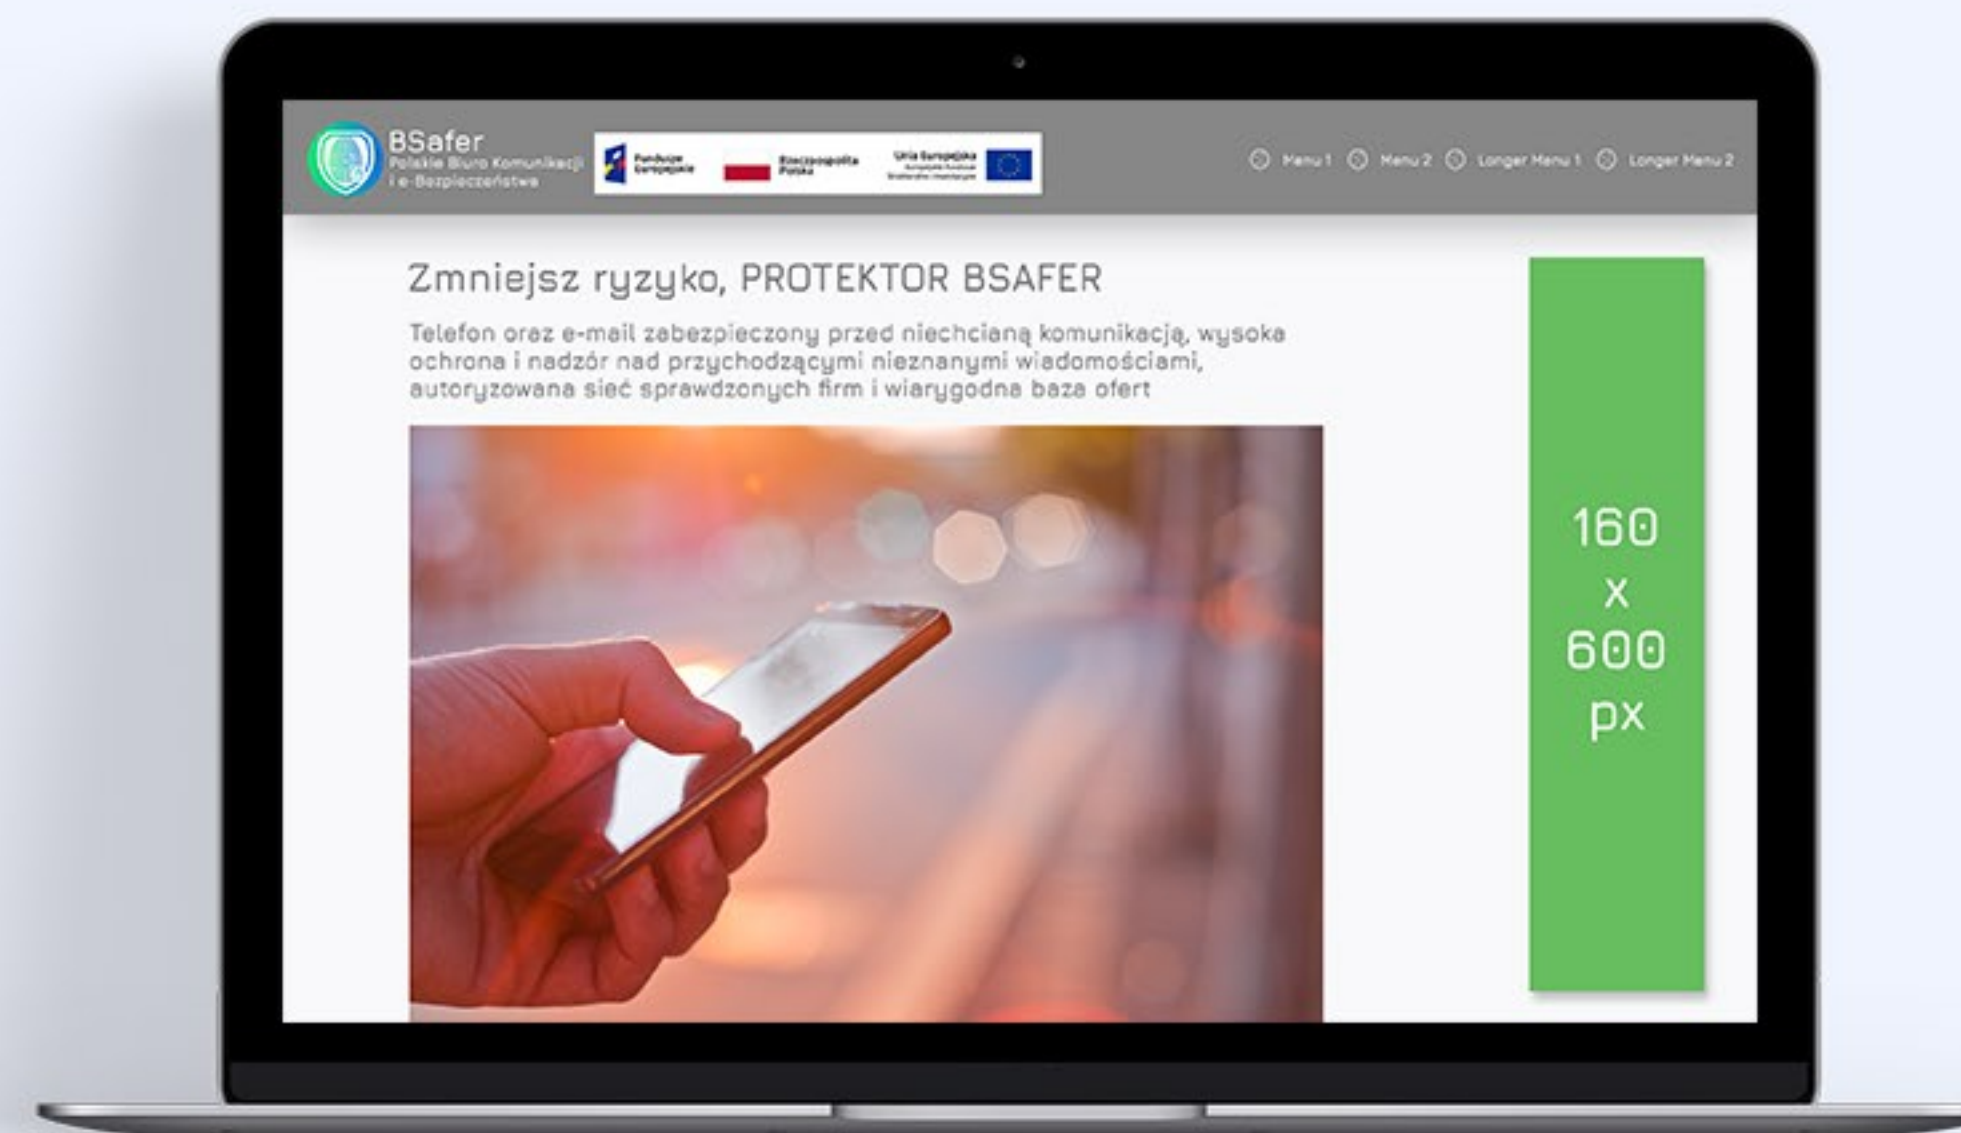 BSafer
Polskie Biuro Komunikacji
i e-Bezpieczeństwa
Fundusze
Europejskie
Rzeczpospolita
Polska
Unia Europejska
Menu 1
Menu 2
Longer Menu 1
Longer Menu 2
Zmniejsz ryzyko, PROTEKTOR BSAFER
Telefon oraz e-mail zabezpieczony przed niechcianą komunikacją, wysoka
ochrona i nadzór nad przychodzącymi nieznanymi wiadomościami,
autoryzowana sieć sprawdzonych firm i wiarygodna baza ofert
160
x
600
px